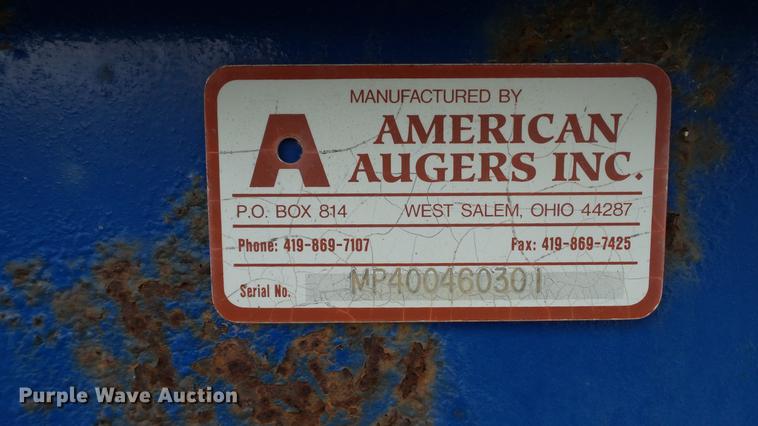 MANUFACTURED BY
A AMERICAN
AUGERS INC.
P.O. BOX 814 WEST SALEM, OHIO 44287
Phone: 419-869-7107 Fax: 419-869-7425
Serial No. MP400460301
Purple Wave Auction